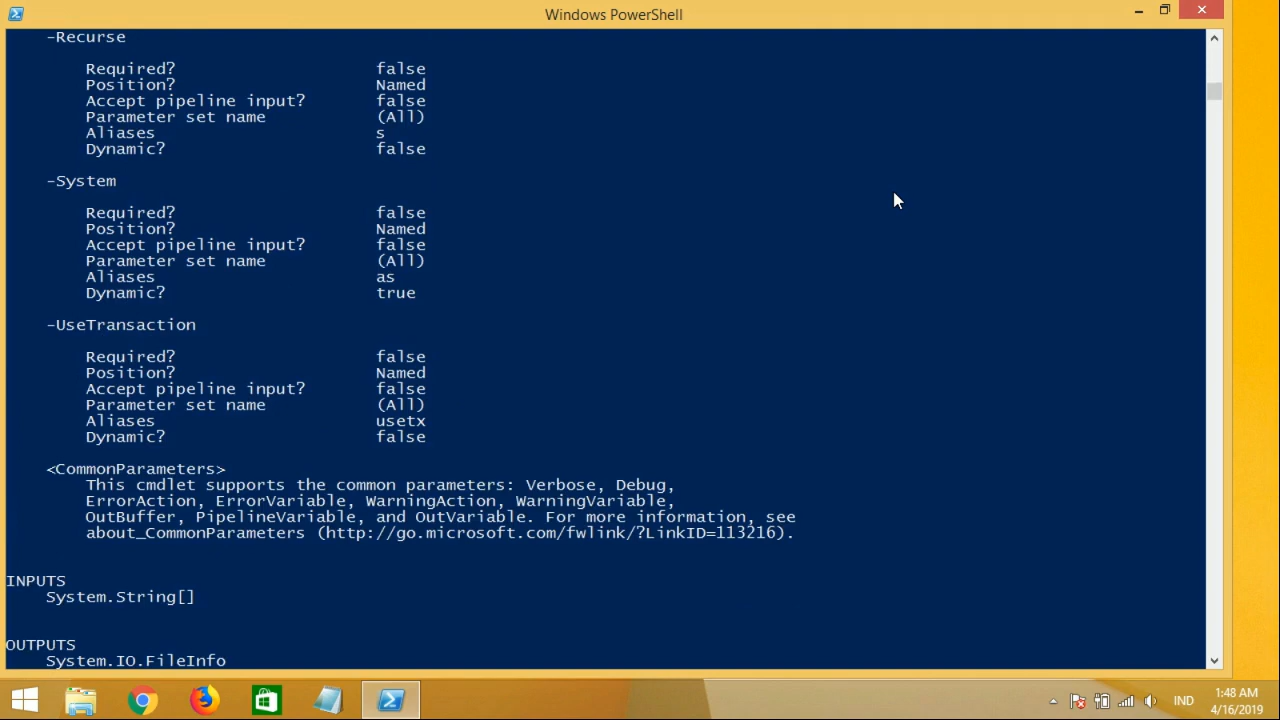 Windows PowerShell
-Recurse
Required? false
Position? Named
Accept pipeline input? false
Parameter set name (All)
Aliases s
Dynamic? false
-System
Required? false
Position? Named
Accept pipeline input? false
Parameter set name (All)
Aliases as
Dynamic? true
-UseTransaction
Required? false
Position? Named
Accept pipeline input? false
Parameter set name (All)
Aliases usetx
Dynamic? false
<CommonParameters>
This cmdlet supports the common parameters: Verbose, Debug,
ErrorAction, ErrorVariable, WarningAction, WarningVariable,
OutBuffer, PipelineVariable, and OutVariable. For more information, see
about_CommonParameters (http://go.microsoft.com/fwlink/?LinkID=113216).
INPUTS
System.String[]
OUTPUTS
System.IO.FileInfo
IND
1:48 AM
4/16/2019